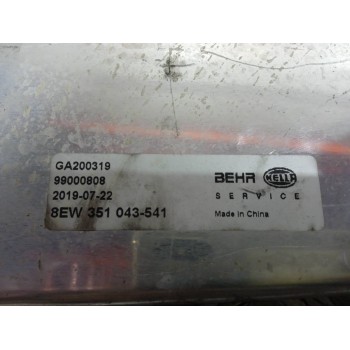 GA200319
99000808
2019-07-22
8EW 351 043-541
BEHR HELLA
SERVICE
Made in China